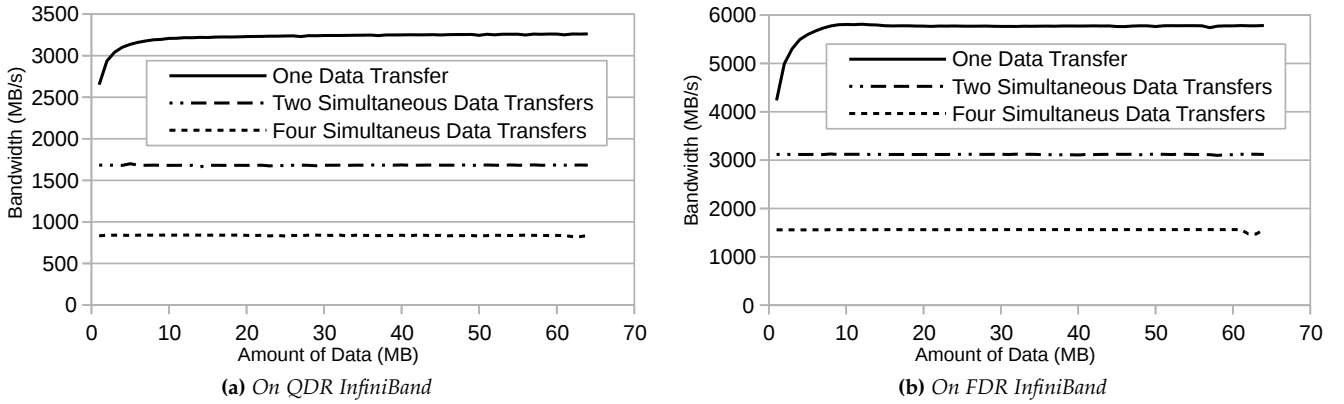 3500
3000
2500
2000
1500
1000
500
0
Bandwidth (MB/s)
One Data Transfer
Two Simultaneous Data Transfers
Four Simultaneus Data Transfers
0 10 20 30 40 50 60 70
Amount of Data (MB)
(a) On QDR InfiniBand
6000
5000
4000
3000
2000
1000
0
Bandwidth (MB/s)
One Data Transfer
Two Simultaneous Data Transfers
Four Simultaneus Data Transfers
0 10 20 30 40 50 60 70
Amount of Data (MB)
(b) On FDR InfiniBand